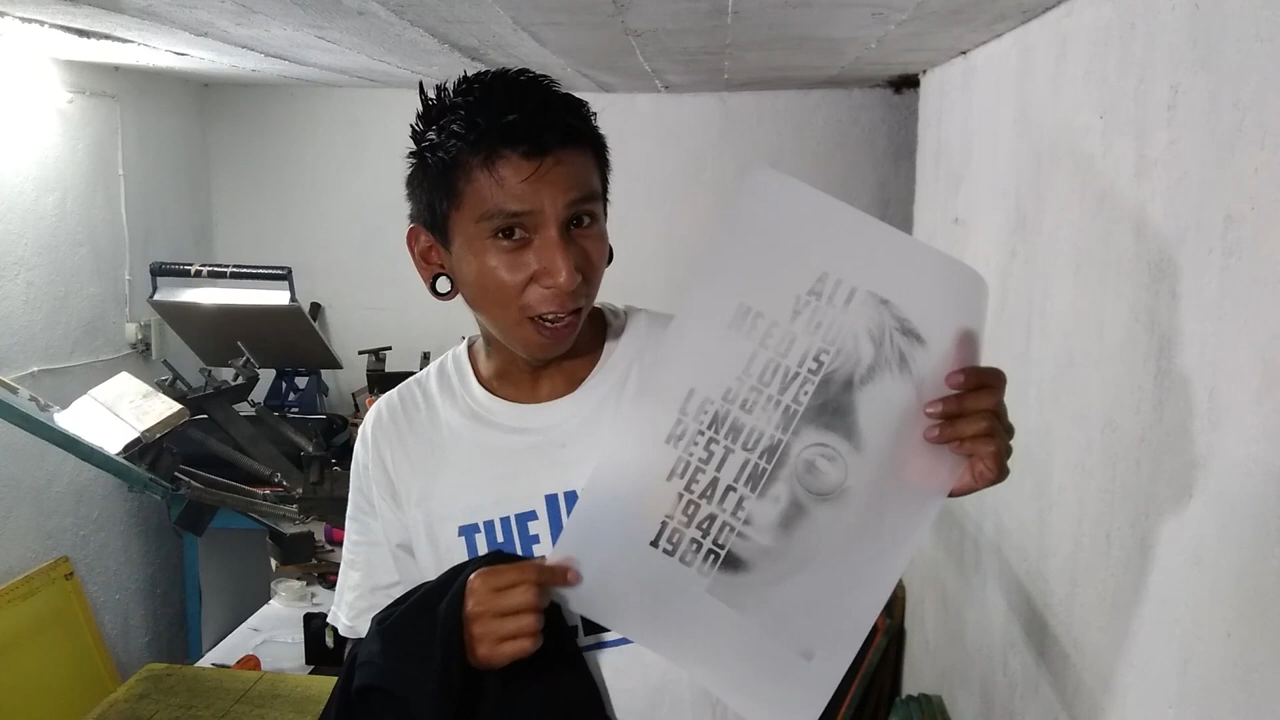 ALL
YOU
NEED IS
LOVE
JOHN
LENNON
REST IN
PEACE
1940
1980
THE